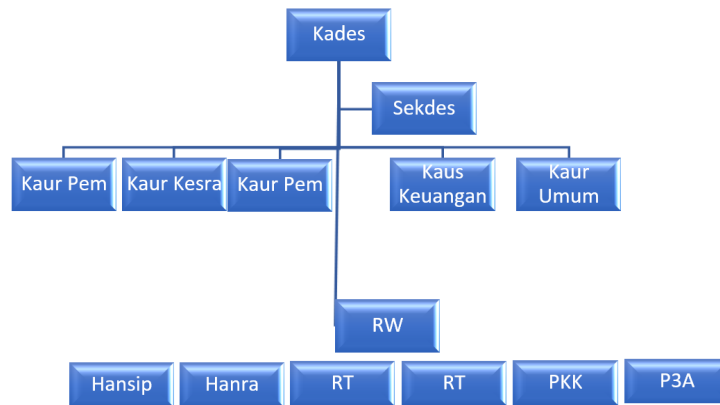 Kades
Sekdes
Kaur Pem
Kaur Kesra
Kaur Pem
Kaus
Keuangan
Kaur
Umum
RW
Hansip
Hanra
RT
RT
PKK
P3A